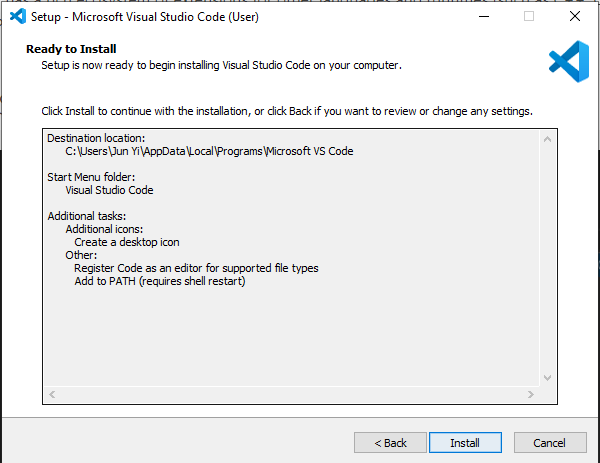 Setup - Microsoft Visual Studio Code (User)
Ready to Install
Setup is now ready to begin installing Visual Studio Code on your computer.
Click Install to continue with the installation, or click Back if you want to review or change any settings.
Destination location:
C:\Users\Jun Yi\AppData\Local\Programs\Microsoft VS Code
Start Menu folder:
Visual Studio Code
Additional tasks:
Additional icons:
Create a desktop icon
Other:
Register Code as an editor for supported file types
Add to PATH (requires shell restart)
< Back
Install
Cancel